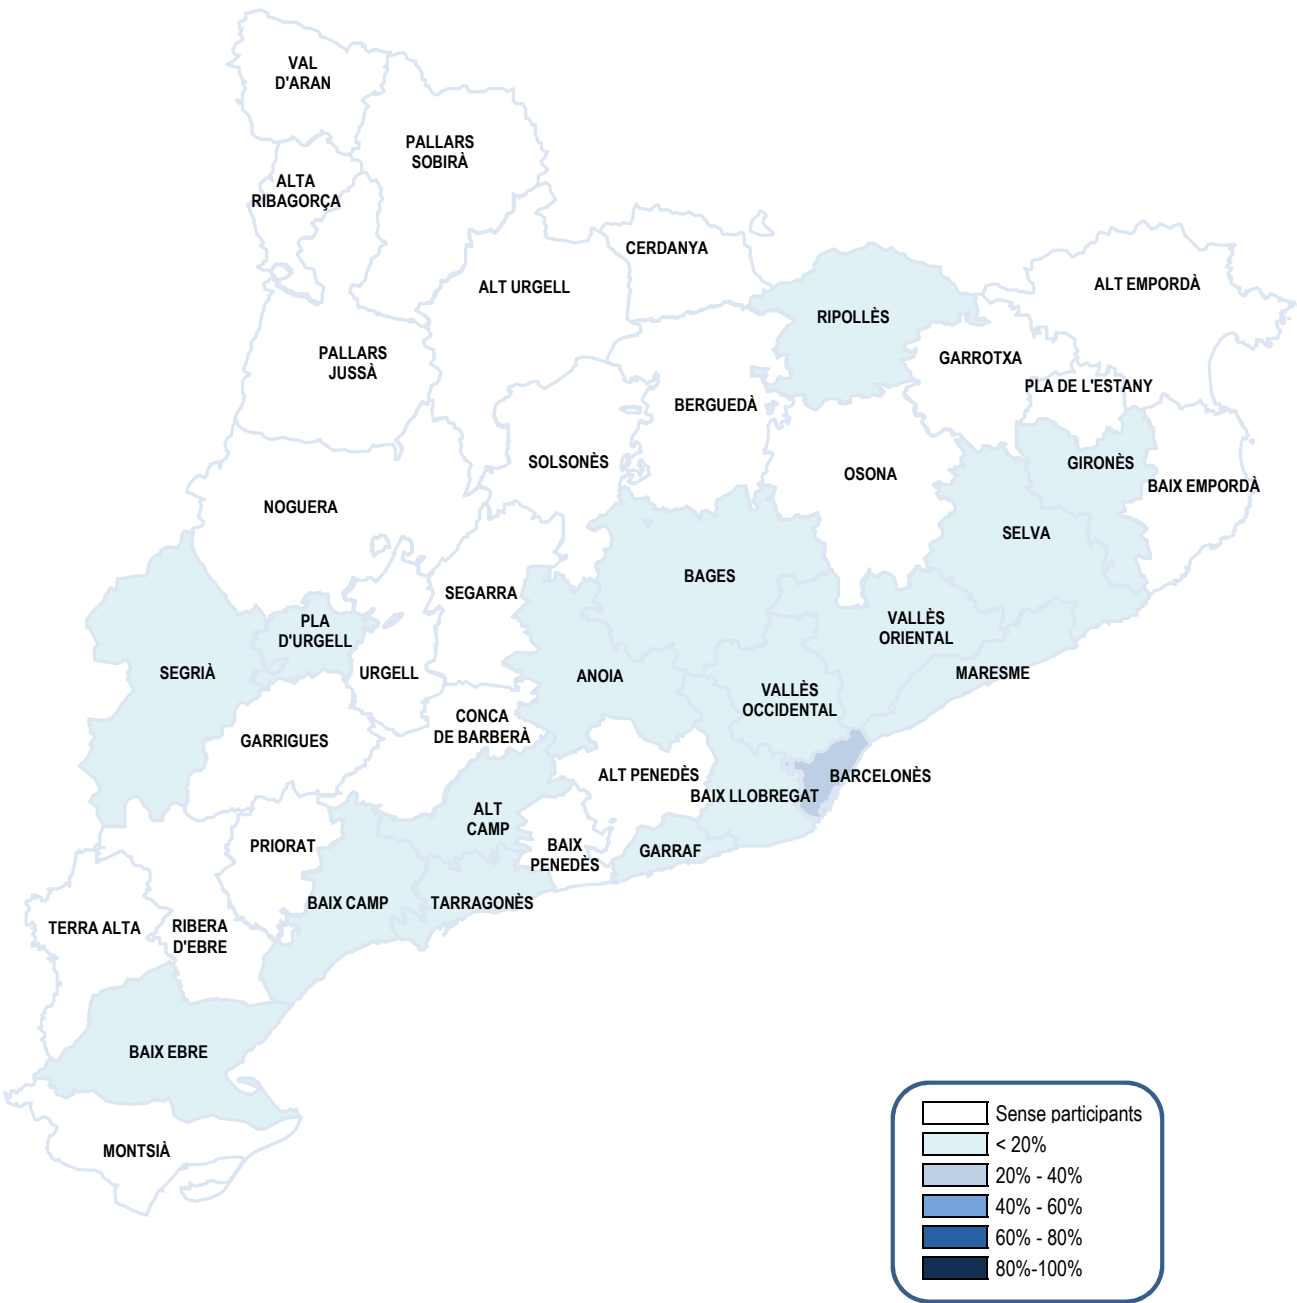 VAL
D'ARAN
PALLARS
SOBIRÀ
ALTA
RIBAGORÇA
CERDANYA
ALT URGELL
ALT EMPORDÀ
RIPOLLÈS
PALLARS
JUSSÀ
GARROTXA
PLA DE L'ESTANY
BERGUEDÀ
SOLSONÈS
OSONA
GIRONÈS
BAIX EMPORDÀ
NOGUERA
SELVA
BAGES
SEGARRA
PLA
D'URGELL
VALLÈS
ORIENTAL
SEGRIÀ
URGELL
ANOIA
MARESME
VALLÈS
OCCIDENTAL
CONCA
DE BARBERÀ
GARRIGUES
ALT PENEDÈS
BARCELONÈS
BAIX LLOBREGAT
ALT
CAMP
PRIORAT
BAIX
PENEDÈS
GARRAF
BAIX CAMP
TARRAGONÈS
TERRA ALTA
RIBERA
D'EBRE
BAIX EBRE
MONTSIÀ
Sense participants
< 20%
20% - 40%
40% - 60%
60% - 80%
80%-100%